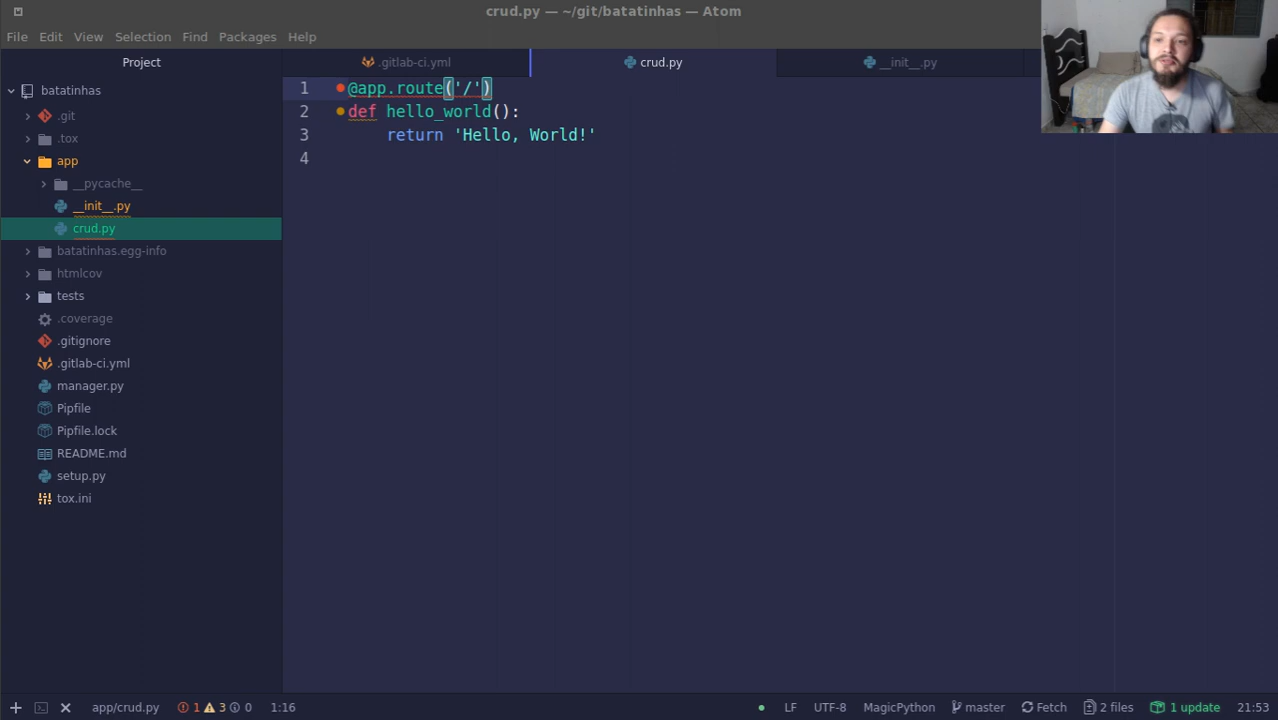 crud.py — ~/git/batatinhas — Atom
File Edit View Selection Find Packages Help
Project
.gitlab-ci.yml
crud.py
__init__.py
batatinhas
.git
.tox
app
__pycache__
__init__.py
crud.py
batatinhas.egg-info
htmlcov
tests
.coverage
.gitignore
.gitlab-ci.yml
manager.py
Pipfile
Pipfile.lock
README.md
setup.py
tox.ini
1 @app.route('/')
2 def hello_world():
3 return 'Hello, World!'
4
app/crud.py 1 3 0 1:16 LF UTF-8 MagicPython master Fetch 2 files 1 update 21:53